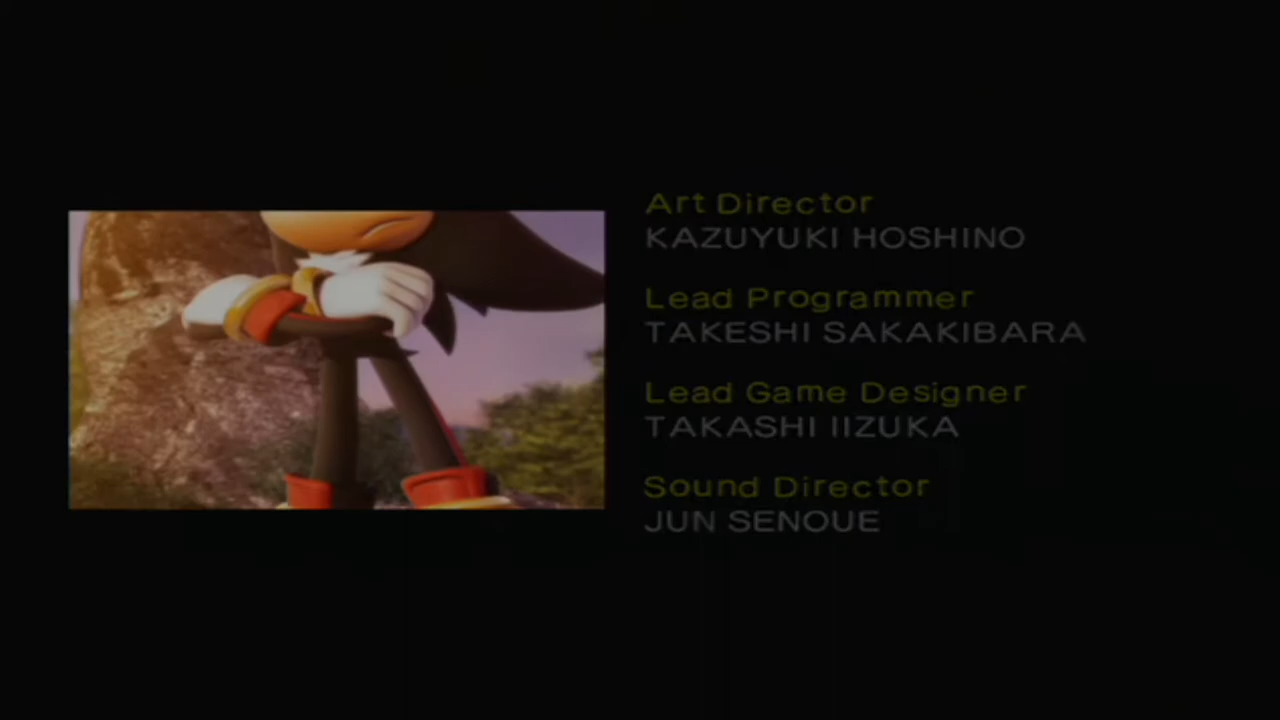 Art Director
KAZUYUKI HOSHINO
Lead Programmer
TAKESHI SAKAKIBARA
Lead Game Designer
TAKASHI IIZUKA
Sound Director
JUN SENOUE